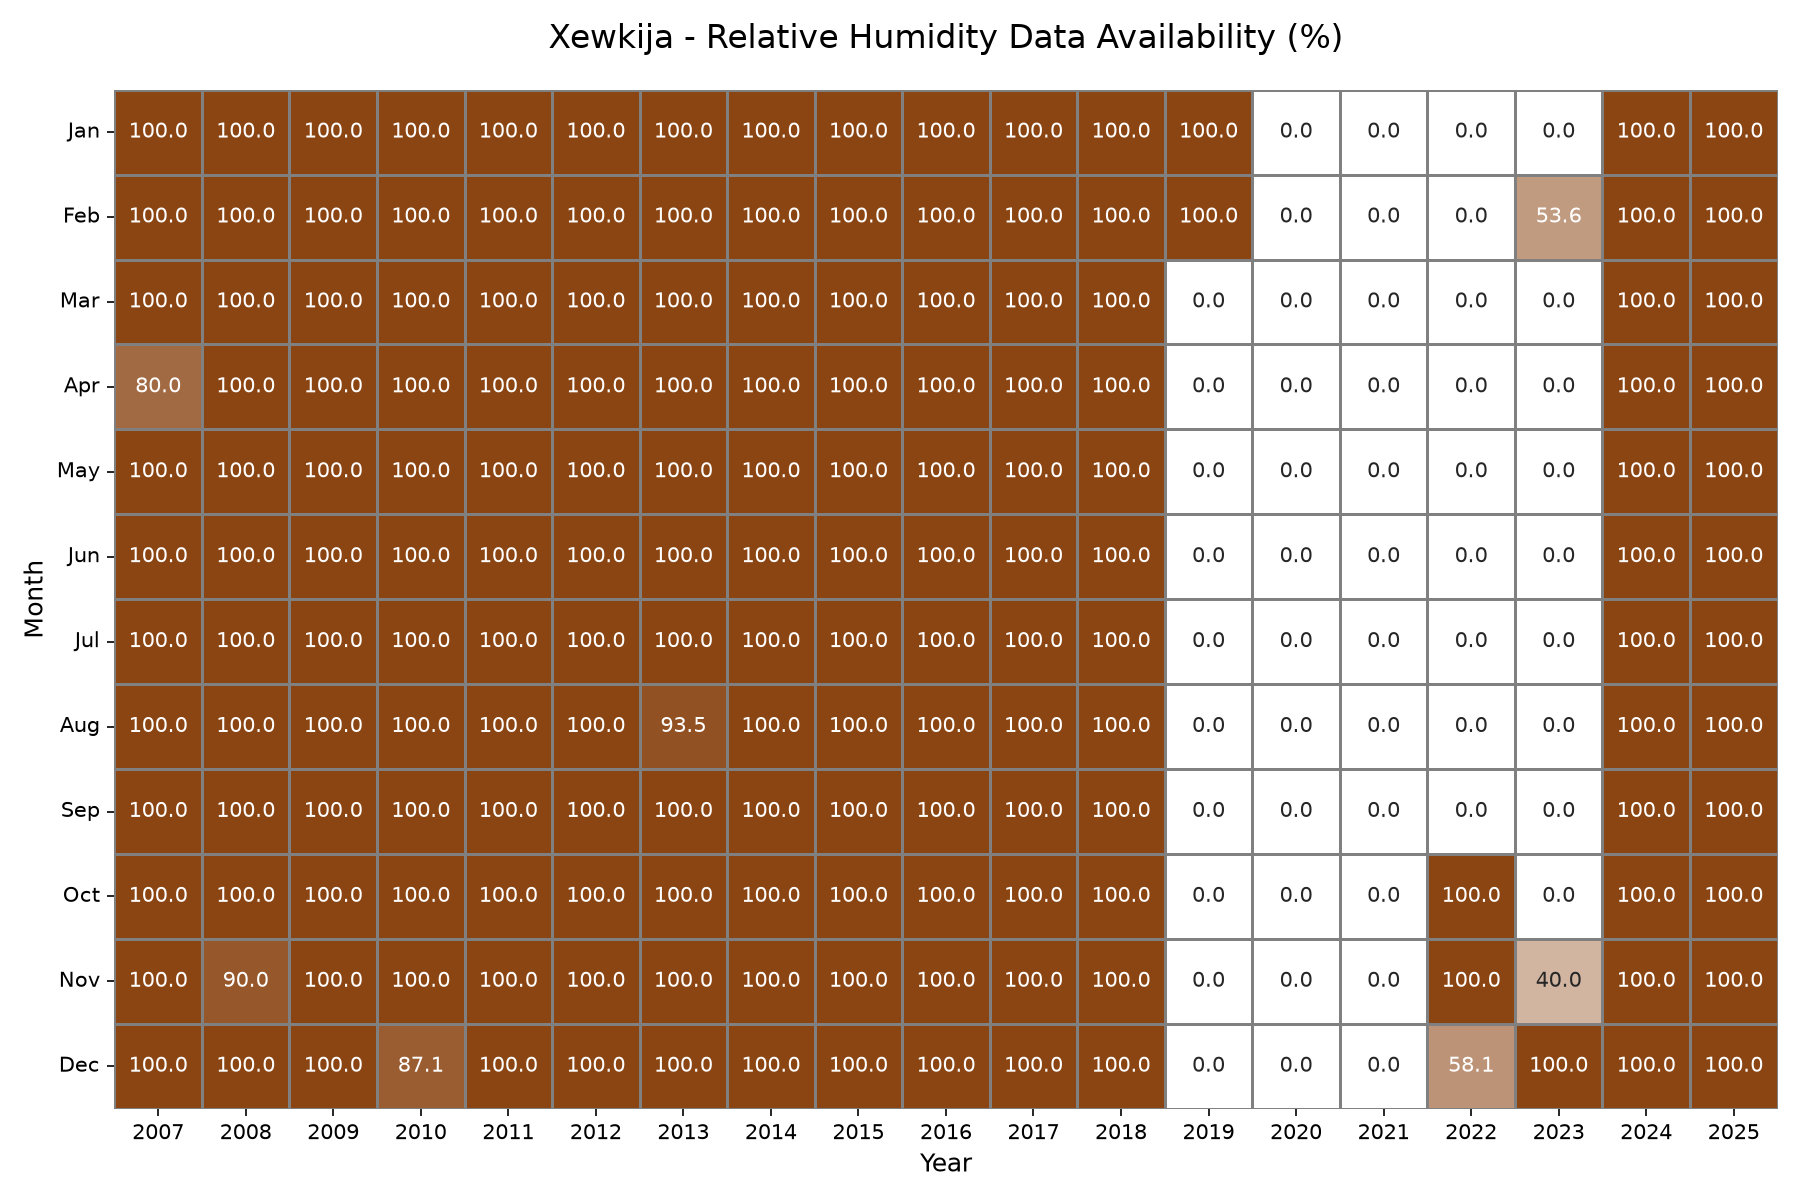 Xewkija - Relative Humidity Data Availability (%)
Jan 100.0 100.0 100.0 100.0 100.0 100.0 100.0 100.0 100.0 100.0 100.0 100.0 100.0 0.0 0.0 0.0 0.0 100.0 100.0
Feb 100.0 100.0 100.0 100.0 100.0 100.0 100.0 100.0 100.0 100.0 100.0 100.0 100.0 0.0 0.0 0.0 53.6 100.0 100.0
Mar 100.0 100.0 100.0 100.0 100.0 100.0 100.0 100.0 100.0 100.0 100.0 100.0 0.0 0.0 0.0 0.0 0.0 100.0 100.0
Apr 80.0 100.0 100.0 100.0 100.0 100.0 100.0 100.0 100.0 100.0 100.0 100.0 0.0 0.0 0.0 0.0 0.0 100.0 100.0
May 100.0 100.0 100.0 100.0 100.0 100.0 100.0 100.0 100.0 100.0 100.0 100.0 0.0 0.0 0.0 0.0 0.0 100.0 100.0
Jun 100.0 100.0 100.0 100.0 100.0 100.0 100.0 100.0 100.0 100.0 100.0 100.0 0.0 0.0 0.0 0.0 0.0 100.0 100.0
Jul 100.0 100.0 100.0 100.0 100.0 100.0 100.0 100.0 100.0 100.0 100.0 100.0 0.0 0.0 0.0 0.0 0.0 100.0 100.0
Aug 100.0 100.0 100.0 100.0 100.0 100.0 93.5 100.0 100.0 100.0 100.0 100.0 0.0 0.0 0.0 0.0 0.0 100.0 100.0
Sep 100.0 100.0 100.0 100.0 100.0 100.0 100.0 100.0 100.0 100.0 100.0 100.0 0.0 0.0 0.0 0.0 0.0 100.0 100.0
Oct 100.0 100.0 100.0 100.0 100.0 100.0 100.0 100.0 100.0 100.0 100.0 100.0 0.0 0.0 0.0 100.0 0.0 100.0 100.0
Nov 100.0 90.0 100.0 100.0 100.0 100.0 100.0 100.0 100.0 100.0 100.0 100.0 0.0 0.0 0.0 100.0 40.0 100.0 100.0
Dec 100.0 100.0 100.0 87.1 100.0 100.0 100.0 100.0 100.0 100.0 100.0 100.0 0.0 0.0 0.0 58.1 100.0 100.0 100.0
2007 2008 2009 2010 2011 2012 2013 2014 2015 2016 2017 2018 2019 2020 2021 2022 2023 2024 2025
Year
Month